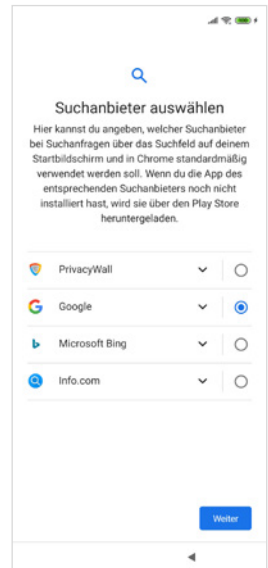 100
Suchanbieter auswählen
Hier kannst du angeben, welcher Suchanbieter
bei Suchanfragen über das Suchfeld auf deinem
Startbildschirm und in Chrome standardmäßig
verwendet werden soll. Wenn du die App des
entsprechenden Suchanbieters noch nicht
installiert hast, wird sie über den Play Store
heruntergeladen.
PrivacyWall
Google
Microsoft Bing
Info.com
Weiter